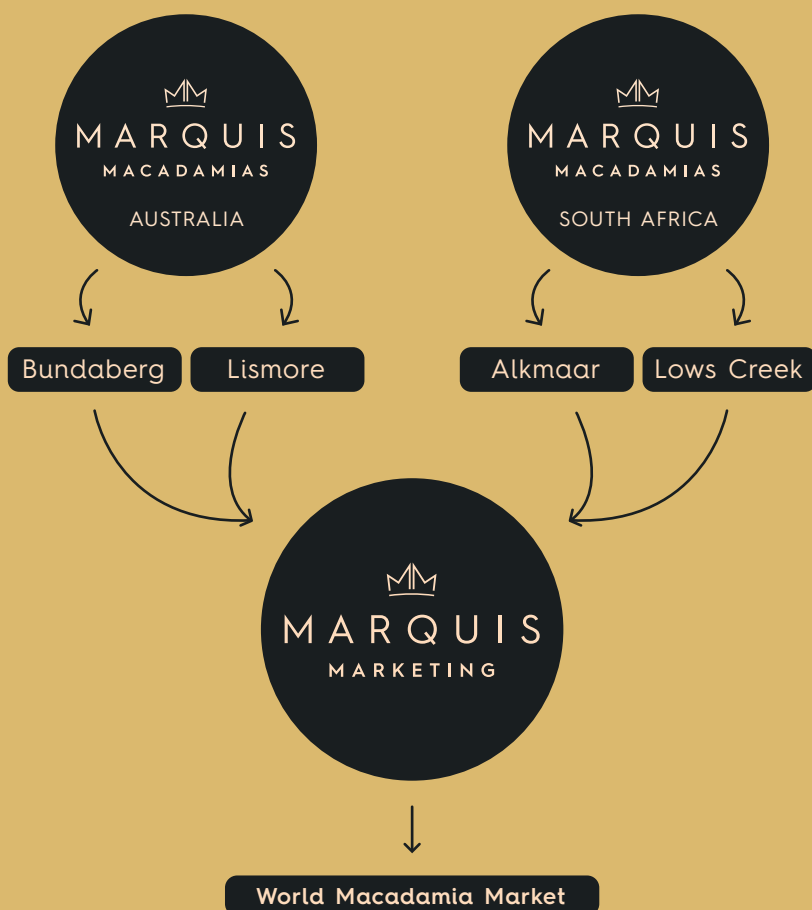 MARQUIS
MACADAMIAS
AUSTRALIA
MARQUIS
MACADAMIAS
SOUTH AFRICA
Bundaberg
Lismore
Alkmaar
Lows Creek
MARQUIS
MARKETING
World Macadamia Market